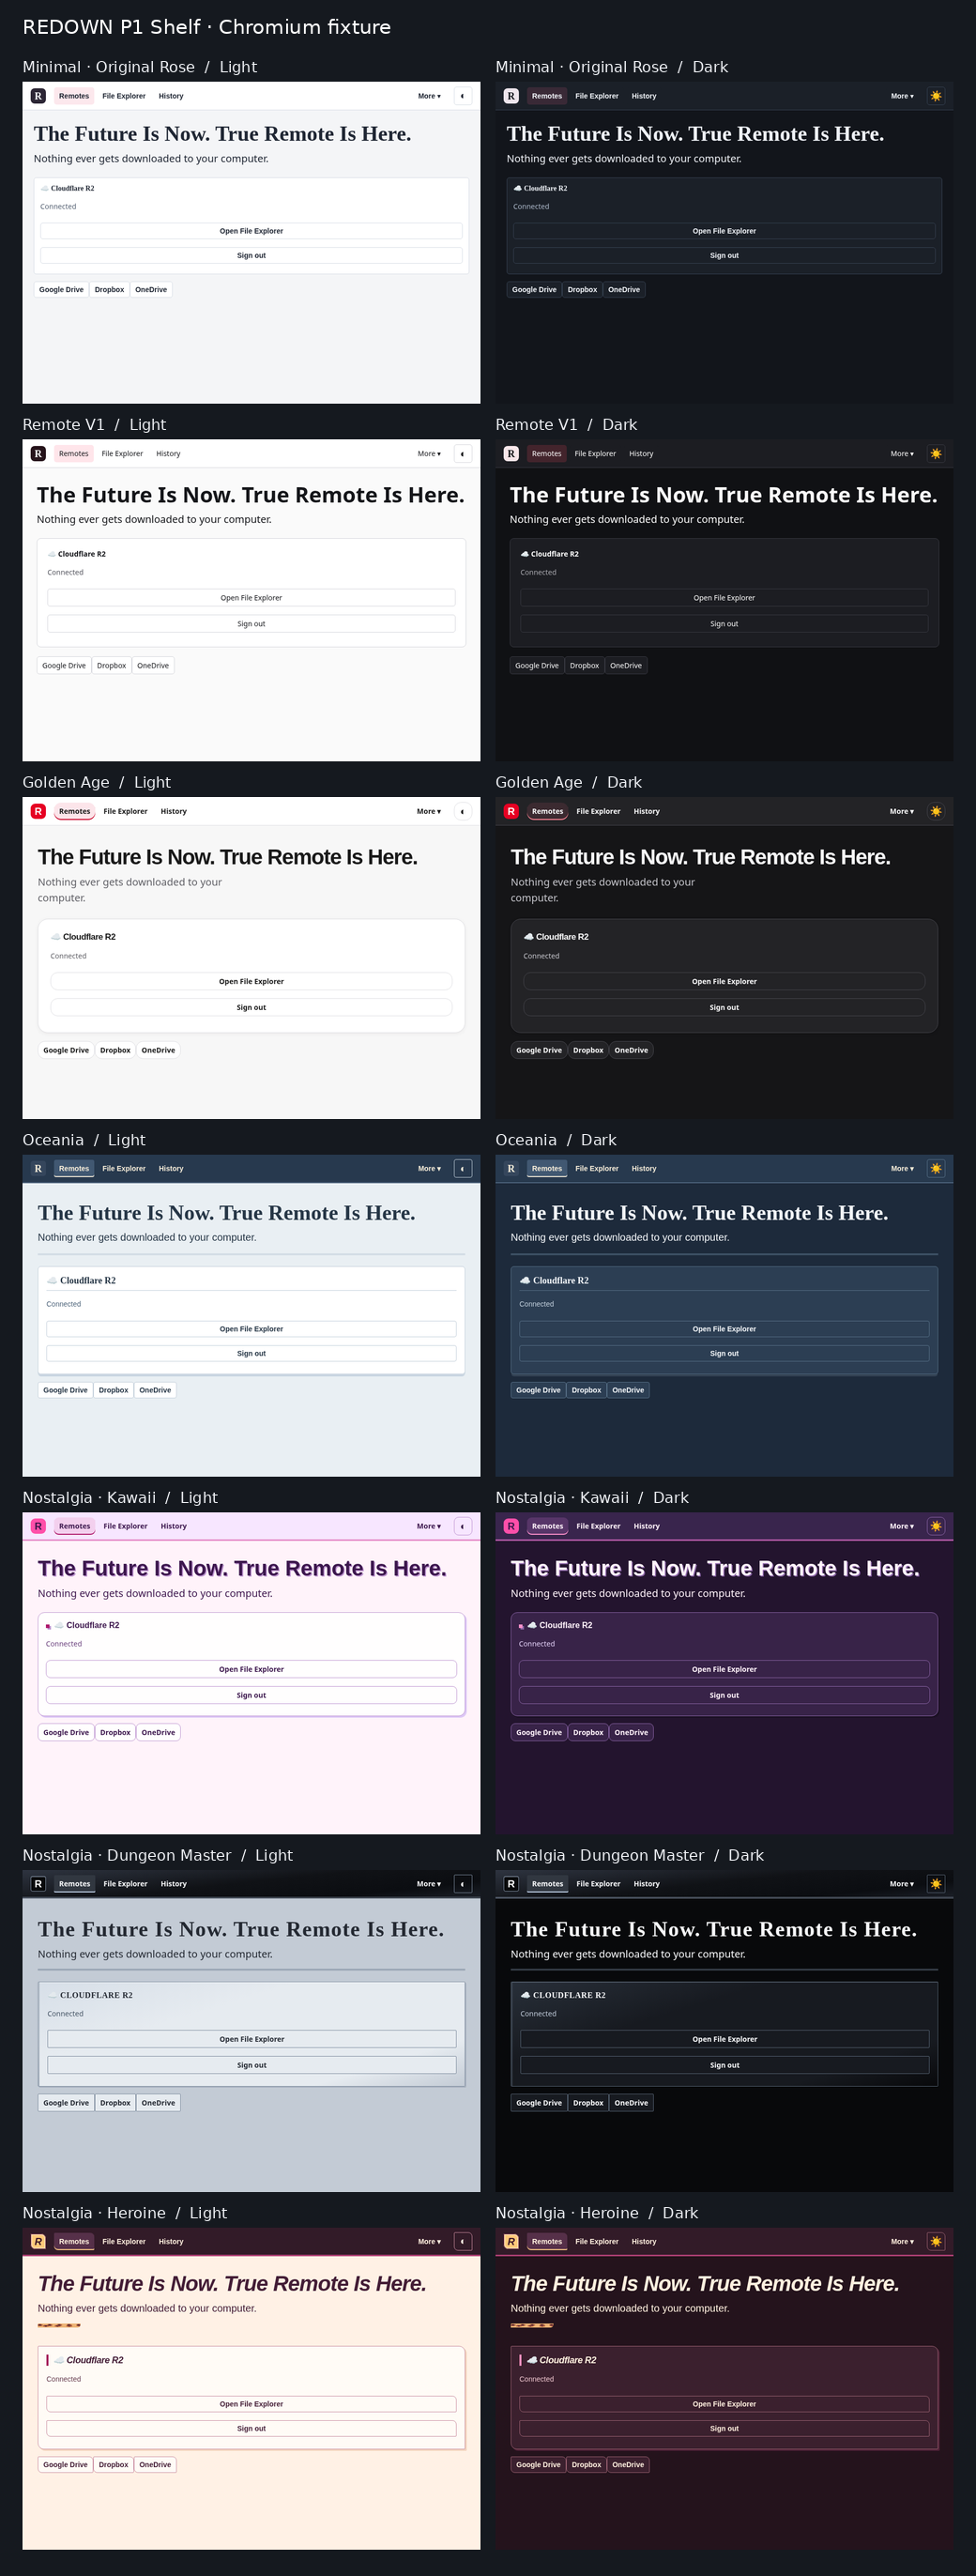 REDOWN P1 Shelf · Chromium fixture
Minimal · Original Rose / Light
R Remotes File Explorer History More ▾
The Future Is Now. True Remote Is Here.
Nothing ever gets downloaded to your computer.
Cloudflare R2
Connected
Open File Explorer
Sign out
Google Drive Dropbox OneDrive
Minimal · Original Rose / Dark
R Remotes File Explorer History More ▾
The Future Is Now. True Remote Is Here.
Nothing ever gets downloaded to your computer.
Cloudflare R2
Connected
Open File Explorer
Sign out
Google Drive Dropbox OneDrive
Remote V1 / Light
R Remotes File Explorer History More ▾
The Future Is Now. True Remote Is Here.
Nothing ever gets downloaded to your computer.
Cloudflare R2
Connected
Open File Explorer
Sign out
Google Drive Dropbox OneDrive
Remote V1 / Dark
R Remotes File Explorer History More ▾
The Future Is Now. True Remote Is Here.
Nothing ever gets downloaded to your computer.
Cloudflare R2
Connected
Open File Explorer
Sign out
Google Drive Dropbox OneDrive
Golden Age / Light
R Remotes File Explorer History More ▾
The Future Is Now. True Remote Is Here.
Nothing ever gets downloaded to your
computer.
Cloudflare R2
Connected
Open File Explorer
Sign out
Google Drive Dropbox OneDrive
Golden Age / Dark
R Remotes File Explorer History More ▾
The Future Is Now. True Remote Is Here.
Nothing ever gets downloaded to your
computer.
Cloudflare R2
Connected
Open File Explorer
Sign out
Google Drive Dropbox OneDrive
Oceania / Light
R Remotes File Explorer History More ▾
The Future Is Now. True Remote Is Here.
Nothing ever gets downloaded to your computer.
Cloudflare R2
Connected
Open File Explorer
Sign out
Google Drive Dropbox OneDrive
Oceania / Dark
R Remotes File Explorer History More ▾
The Future Is Now. True Remote Is Here.
Nothing ever gets downloaded to your computer.
Cloudflare R2
Connected
Open File Explorer
Sign out
Google Drive Dropbox OneDrive
Nostalgia · Kawaii / Light
R Remotes File Explorer History More ▾
The Future Is Now. True Remote Is Here.
Nothing ever gets downloaded to your computer.
Cloudflare R2
Connected
Open File Explorer
Sign out
Google Drive Dropbox OneDrive
Nostalgia · Kawaii / Dark
R Remotes File Explorer History More ▾
The Future Is Now. True Remote Is Here.
Nothing ever gets downloaded to your computer.
Cloudflare R2
Connected
Open File Explorer
Sign out
Google Drive Dropbox OneDrive
Nostalgia · Dungeon Master / Light
R Remotes File Explorer History More ▾
The Future Is Now. True Remote Is Here.
Nothing ever gets downloaded to your computer.
CLOUDFLARE R2
Connected
Open File Explorer
Sign out
Google Drive Dropbox OneDrive
Nostalgia · Dungeon Master / Dark
R Remotes File Explorer History More ▾
The Future Is Now. True Remote Is Here.
Nothing ever gets downloaded to your computer.
CLOUDFLARE R2
Connected
Open File Explorer
Sign out
Google Drive Dropbox OneDrive
Nostalgia · Heroine / Light
R Remotes File Explorer History More ▾
The Future Is Now. True Remote Is Here.
Nothing ever gets downloaded to your computer.
Cloudflare R2
Connected
Open File Explorer
Sign out
Google Drive Dropbox OneDrive
Nostalgia · Heroine / Dark
R Remotes File Explorer History More ▾
The Future Is Now. True Remote Is Here.
Nothing ever gets downloaded to your computer.
Cloudflare R2
Connected
Open File Explorer
Sign out
Google Drive Dropbox OneDrive